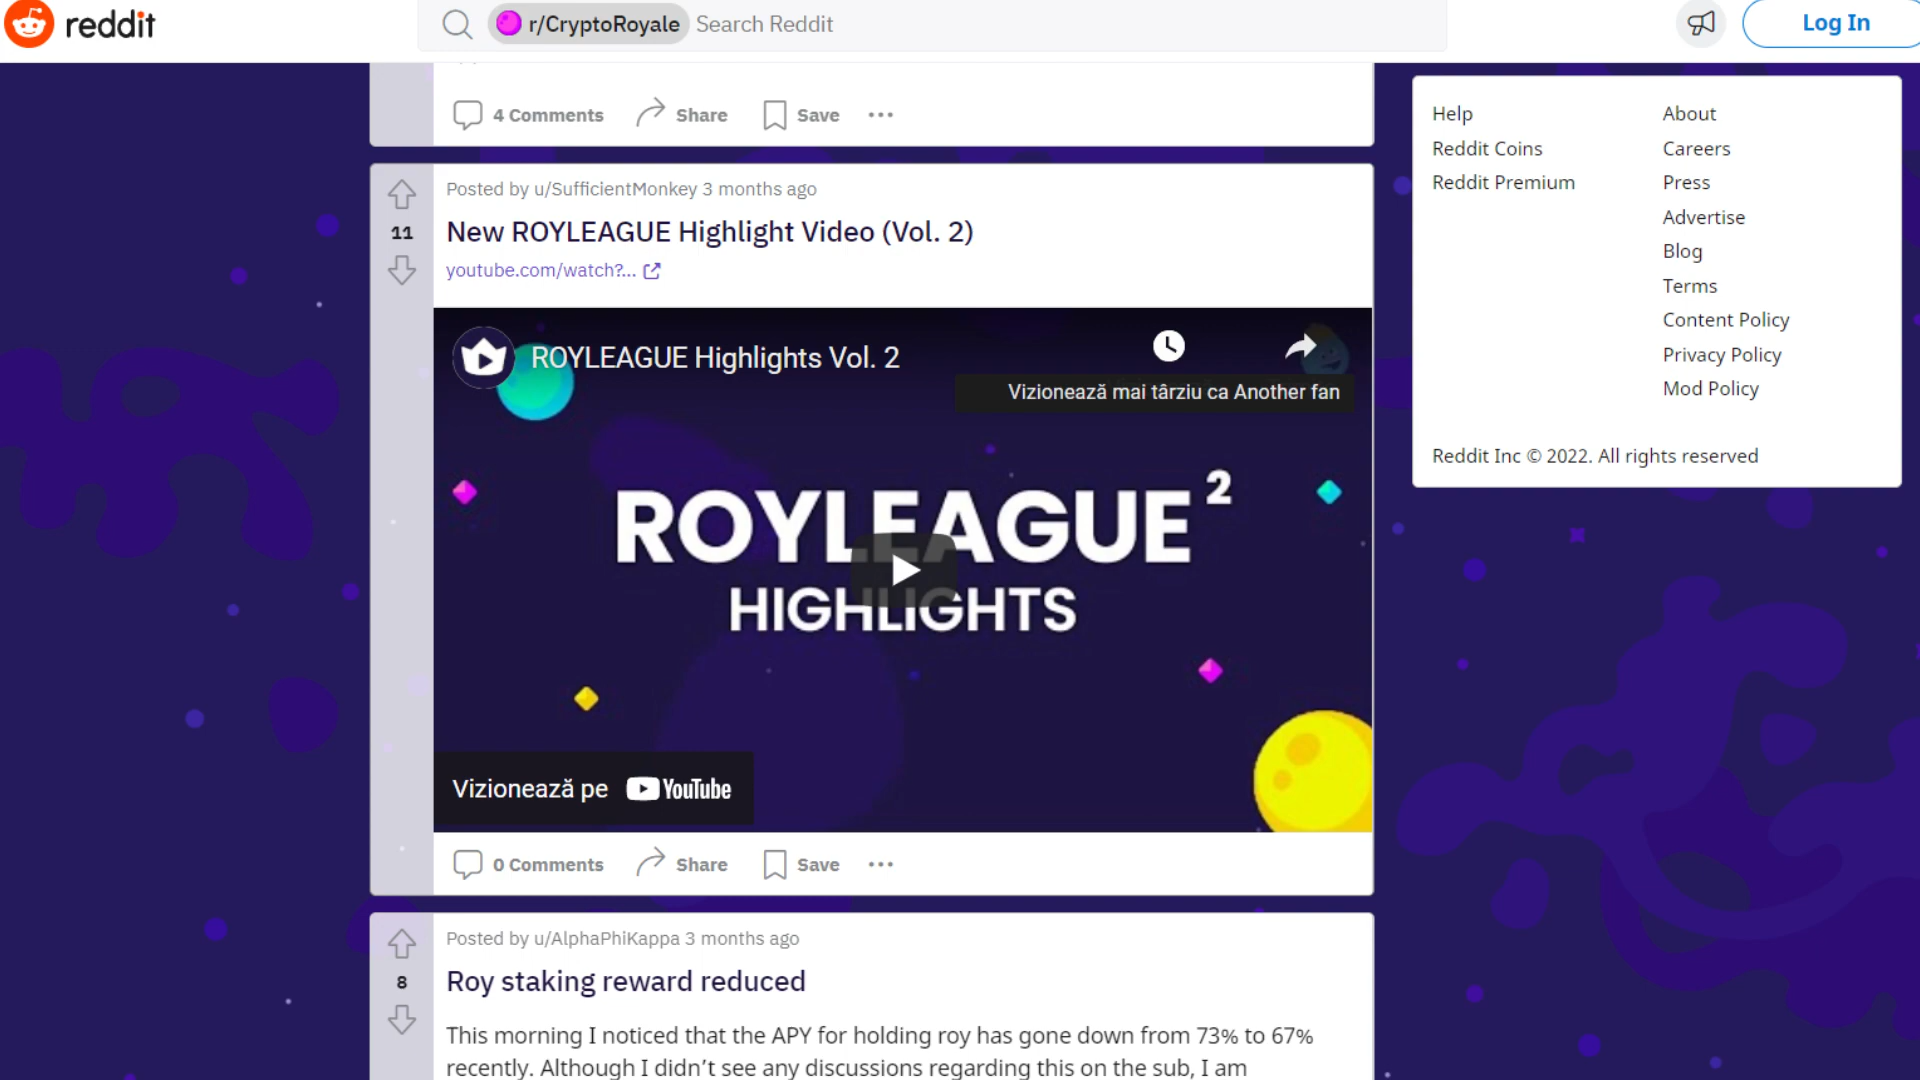 reddit
r/CryptoRoyale Search Reddit
Log In
4 Comments Share Save
Posted by u/SufficientMonkey 3 months ago
11
New ROYLEAGUE Highlight Video (Vol. 2)
youtube.com/watch?...
ROYLEAGUE Highlights Vol. 2
Vizionează mai târziu ca Another fan
ROYLEAGUE 2
HIGHLIGHTS
Vizionează pe YouTube
0 Comments Share Save
Posted by u/AlphaPhiKappa 3 months ago
8
Roy staking reward reduced
This morning I noticed that the APY for holding roy has gone down from 73% to 67%
recently. Although I didn't see any discussions regarding this on the sub, I am
Help
Reddit Coins
Reddit Premium
About
Careers
Press
Advertise
Blog
Terms
Content Policy
Privacy Policy
Mod Policy
Reddit Inc © 2022. All rights reserved